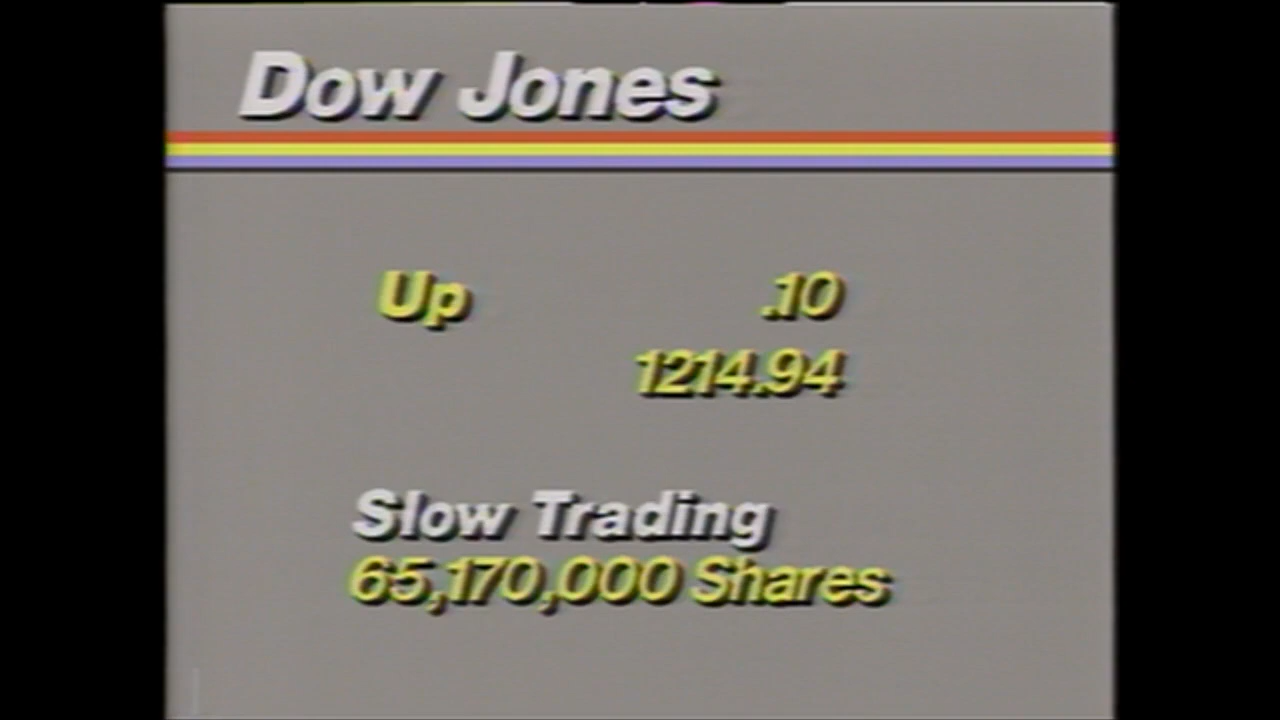 Dow Jones
Up .10
1214.94
Slow Trading
65,170,000 Shares